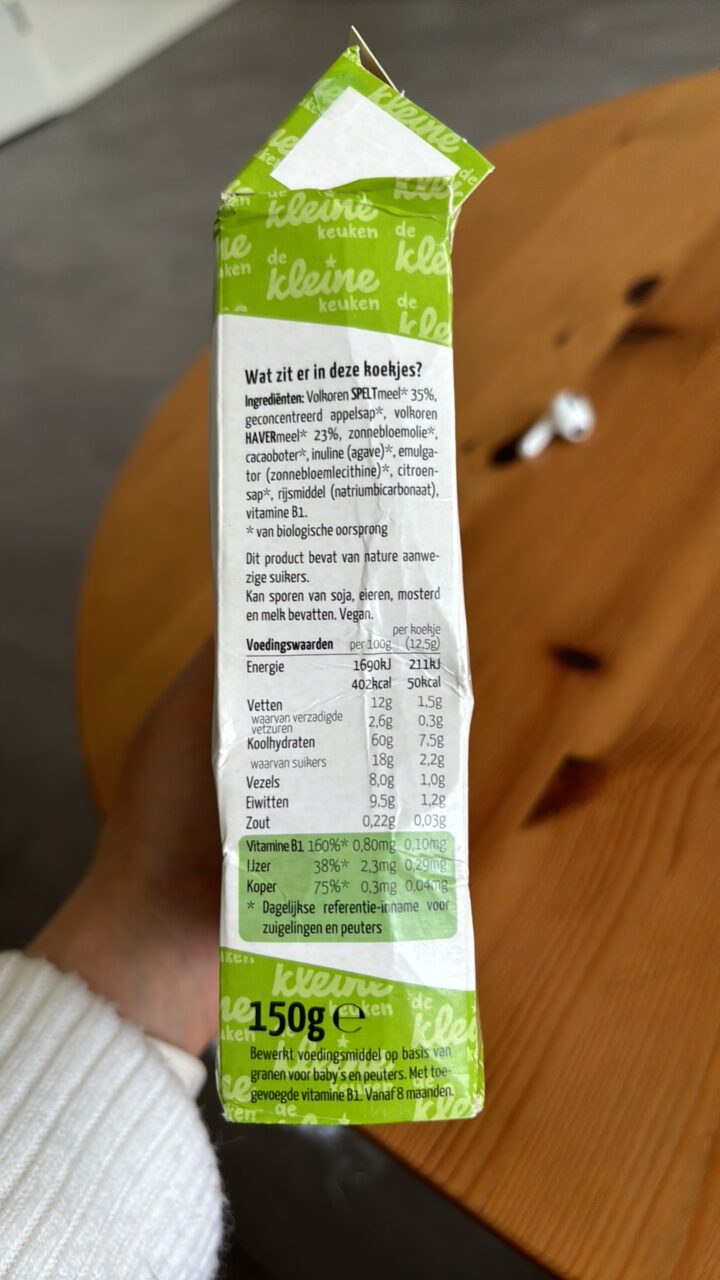 kleine
ken
ke
de
kleine
keuken
de
kleine
keuken
de
Wat zit er in deze koekjes?
Ingrediënten: Volkoren SPELTmeel* 35%,
geconcentreerd appelsap*, volkoren
HAVERmeel* 23%, zonnebloemolie*,
cacaoboter*, inuline (agave)*, emulga-
tor (zonnebloemlecithine)*, citroen-
sap*, rijsmiddel (natriumbicarbonaat),
vitamine B1.
* van biologische oorsprong
Dit product bevat van nature aanwe-
zige suikers.
Kan sporen van soja, eieren, mosterd
en melk bevatten. Vegan.
Voedingswaarden per 100g per koekje (12,5g)
Energie 1690kJ 211kJ
402kcal 50kcal
Vetten 12g 1,5g
waarvan verzadigde vetzuren 2,6g 0,3g
Koolhydraten 60g 7,5g
waarvan suikers 18g 2,2g
Vezels 8,0g 1,0g
Eiwitten 9,5g 1,2g
Zout 0,22g 0,03g
Vitamine B1 160%* 0,80mg 0,10mg
IJzer 38%* 2,3mg 0,29mg
Koper 75%* 0,3mg 0,04mg
* Dagelijkse referentie-inname voor
zuigelingen en peuters
kleine
keuken
de
150g e
Bewerkt voedingsmiddel op basis van
granen voor baby's en peuters. Met toe-
gevoegde vitamine B1. Vanaf 8 maanden.